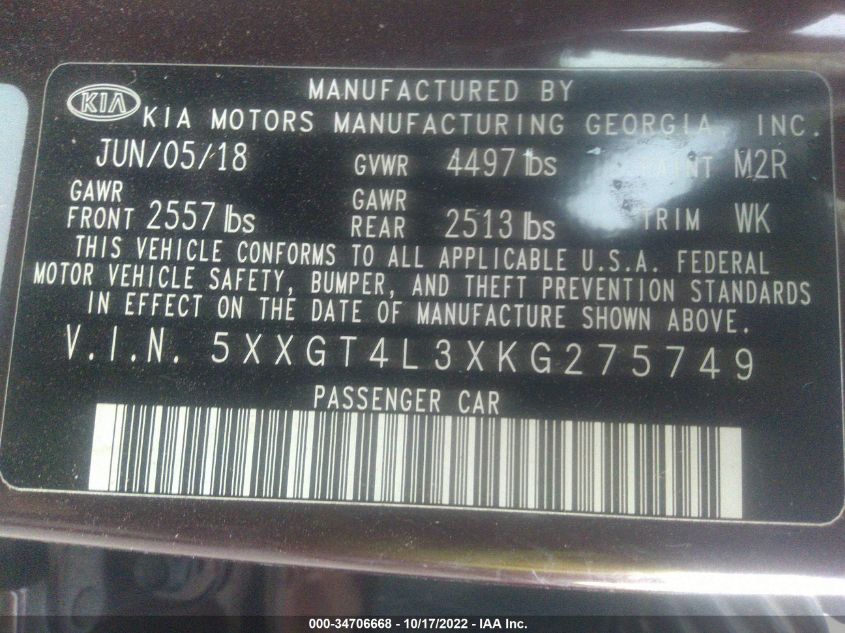 KIA
MANUFACTURED BY
KIA MOTORS MANUFACTURING GEORGIA, INC.
JUN/05/18 GVWR 4497 lbs PAINT M2R
GAWR FRONT 2557 lbs GAWR REAR 2513 lbs TRIM WK
THIS VEHICLE CONFORMS TO ALL APPLICABLE U.S.A. FEDERAL
MOTOR VEHICLE SAFETY, BUMPER, AND THEFT PREVENTION STANDARDS
IN EFFECT ON THE DATE OF MANUFACTURE SHOWN ABOVE.
V.I.N. 5XXGT4L3XKG275749
PASSENGER CAR
000-34706668 - 10/17/2022 - IAA Inc.